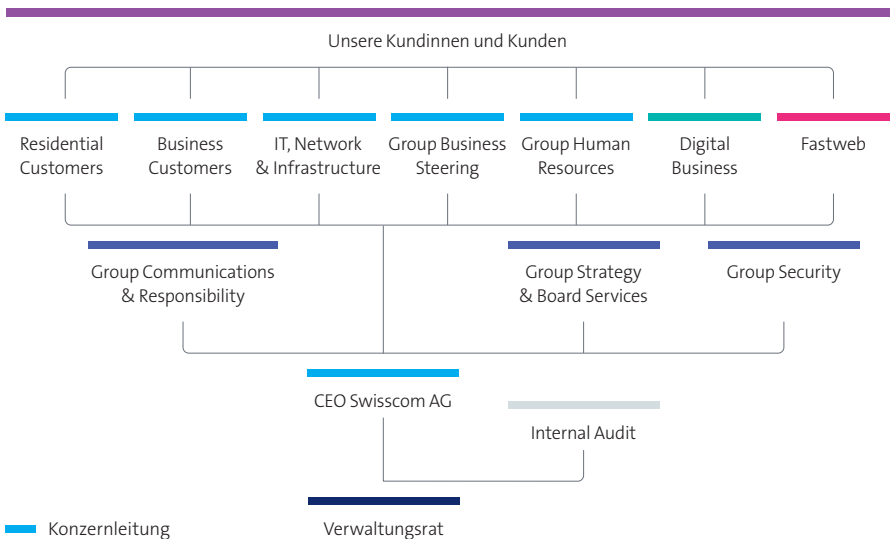 Unsere Kundinnen und Kunden
Residential
Customers
Business
Customers
IT, Network
& Infrastructure
Group Business
Steering
Group Human
Resources
Digital
Business
Fastweb
Group Communications
& Responsibility
Group Strategy
& Board Services
Group Security
CEO Swisscom AG
Internal Audit
Konzernleitung
Verwaltungsrat